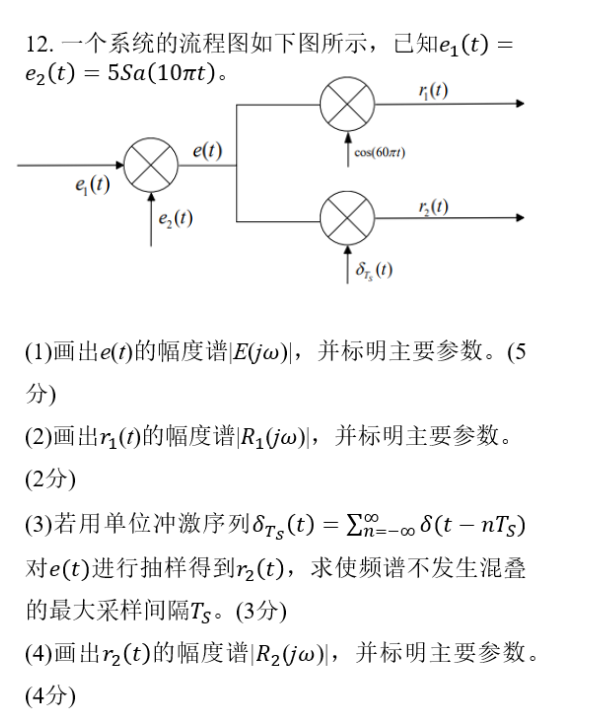 12. 一个系统的流程图如下图所示，已知e₁(t) =
e₂(t) = 5Sa(10πt)。
r₁(t)
e(t)
cos(60πt)
e₁(t)
e₂(t)
r₂(t)
δ_{T_S}(t)
(1)画出e(t)的幅度谱|E(jω)|，并标明主要参数。(5
分)
(2)画出r₁(t)的幅度谱|R₁(jω)|，并标明主要参数。
(2分)
(3)若用单位冲激序列δ_{T_S}(t) = ∑_{n=−∞}^{∞} δ(t − nT_S)
对e(t)进行抽样得到r₂(t)，求使频谱不发生混叠
的最大采样间隔T_S。(3分)
(4)画出r₂(t)的幅度谱|R₂(jω)|，并标明主要参数。
(4分)